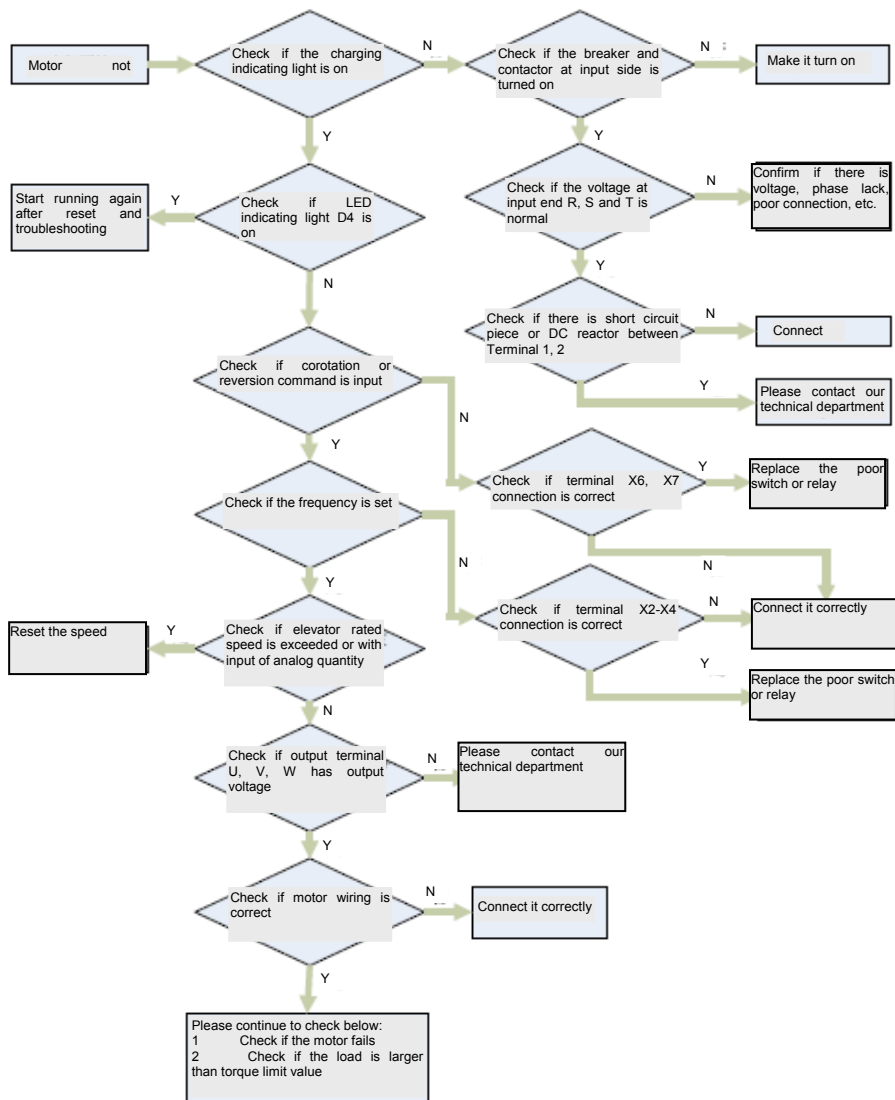 Motor not
Check if the charging
indicating light is on
N
Check if the breaker and
contactor at input side is
turned on
N
Make it turn on
Y
Y
Start running again
after reset and
troubleshooting
Y
Check if LED
indicating light D4 is
on
Check if the voltage at
input end R, S and T is
normal
N
Confirm if there is
voltage, phase lack,
poor connection, etc.
N
Y
Check if there is short circuit
piece or DC reactor between
Terminal 1, 2
N
Connect
Check if corotation or
reversion command is input
Y
Please contact our
technical department
N
Y
Check if terminal X6, X7
connection is correct
Y
Replace the poor
switch or relay
Check if the frequency is set
N
N
Y
Check if terminal X2-X4
connection is correct
N
Connect it correctly
Reset the speed
Y
Check if elevator rated
speed is exceeded or with
input of analog quantity
Y
Replace the poor switch
or relay
N
Check if output terminal
U, V, W has output
voltage
N
Please contact our
technical department
Y
Check if motor wiring is
correct
N
Connect it correctly
Y
Please continue to check below:
1 Check if the motor fails
2 Check if the load is larger
than torque limit value